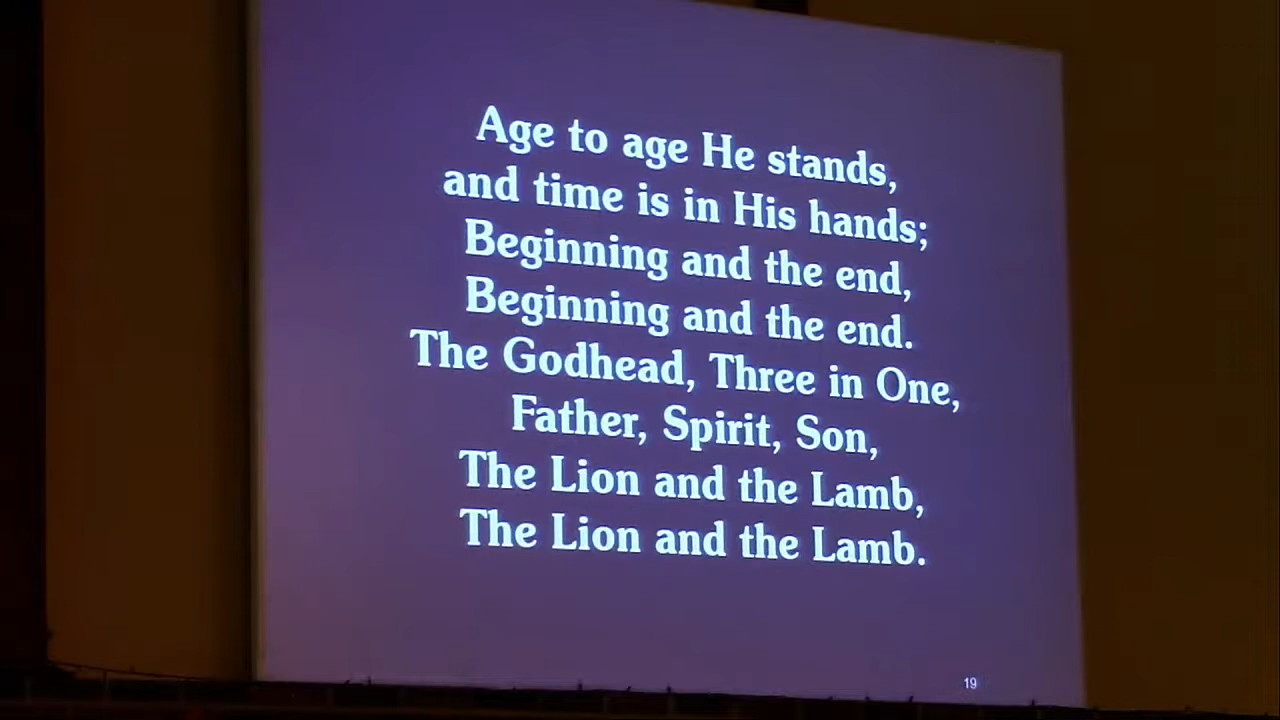 Age to age He stands,
and time is in His hands;
Beginning and the end,
Beginning and the end.
The Godhead, Three in One,
Father, Spirit, Son,
The Lion and the Lamb,
The Lion and the Lamb.
19